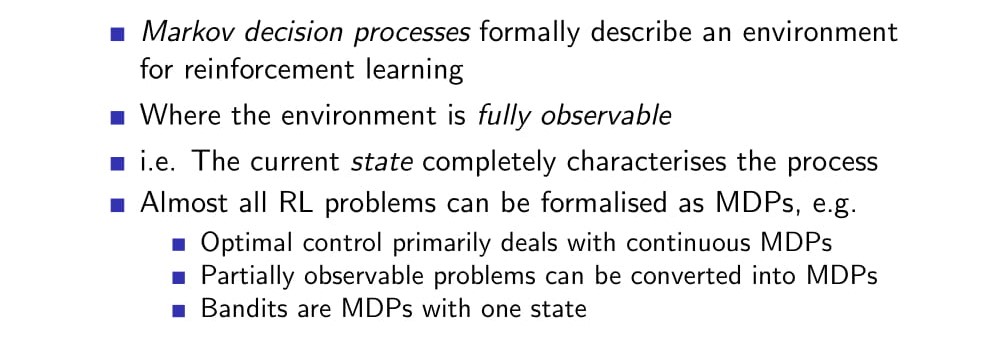 Markov decision processes formally describe an environment
for reinforcement learning
Where the environment is fully observable
i.e. The current state completely characterises the process
Almost all RL problems can be formalised as MDPs, e.g.
Optimal control primarily deals with continuous MDPs
Partially observable problems can be converted into MDPs
Bandits are MDPs with one state